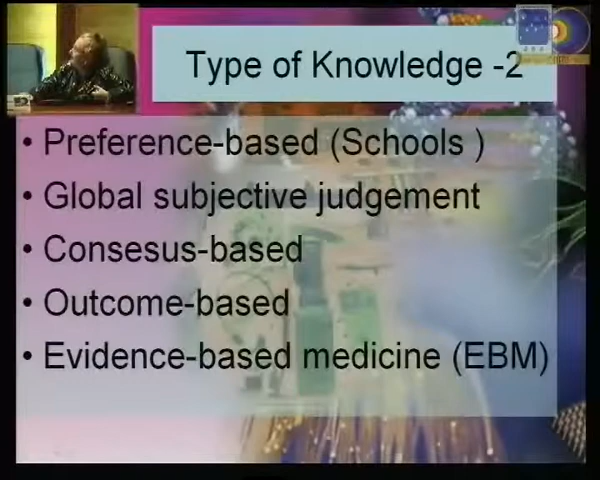 Type of Knowledge -2
• Preference-based (Schools )
• Global subjective judgement
• Consesus-based
• Outcome-based
• Evidence-based medicine (EBM)